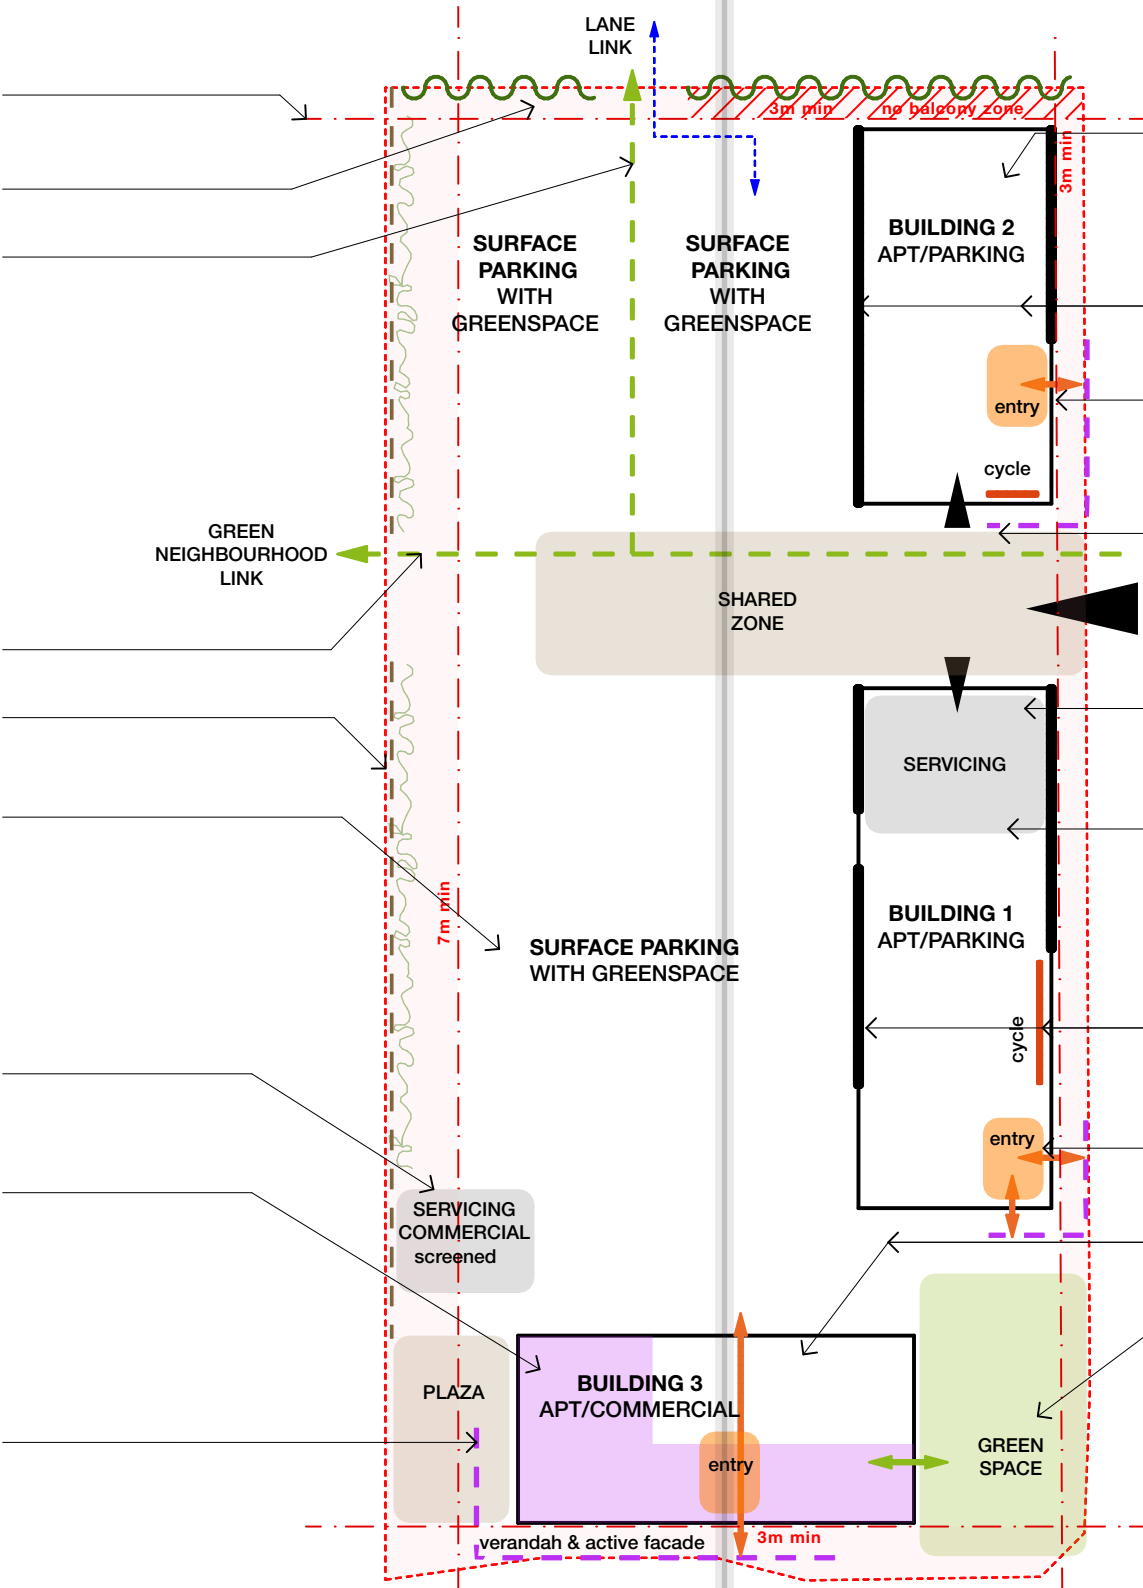 LANE
LINK
3m min
no balcony zone
3m min
SURFACE
PARKING
WITH
GREENSPACE
SURFACE
PARKING
WITH
GREENSPACE
BUILDING 2
APT/PARKING
entry
cycle
GREEN
NEIGHBOURHOOD
LINK
SHARED
ZONE
SERVICING
7m min
SURFACE PARKING
WITH GREENSPACE
BUILDING 1
APT/PARKING
cycle
entry
SERVICING
COMMERCIAL
screened
PLAZA
BUILDING 3
APT/COMMERCIAL
entry
GREEN
SPACE
verandah & active facade
3m min